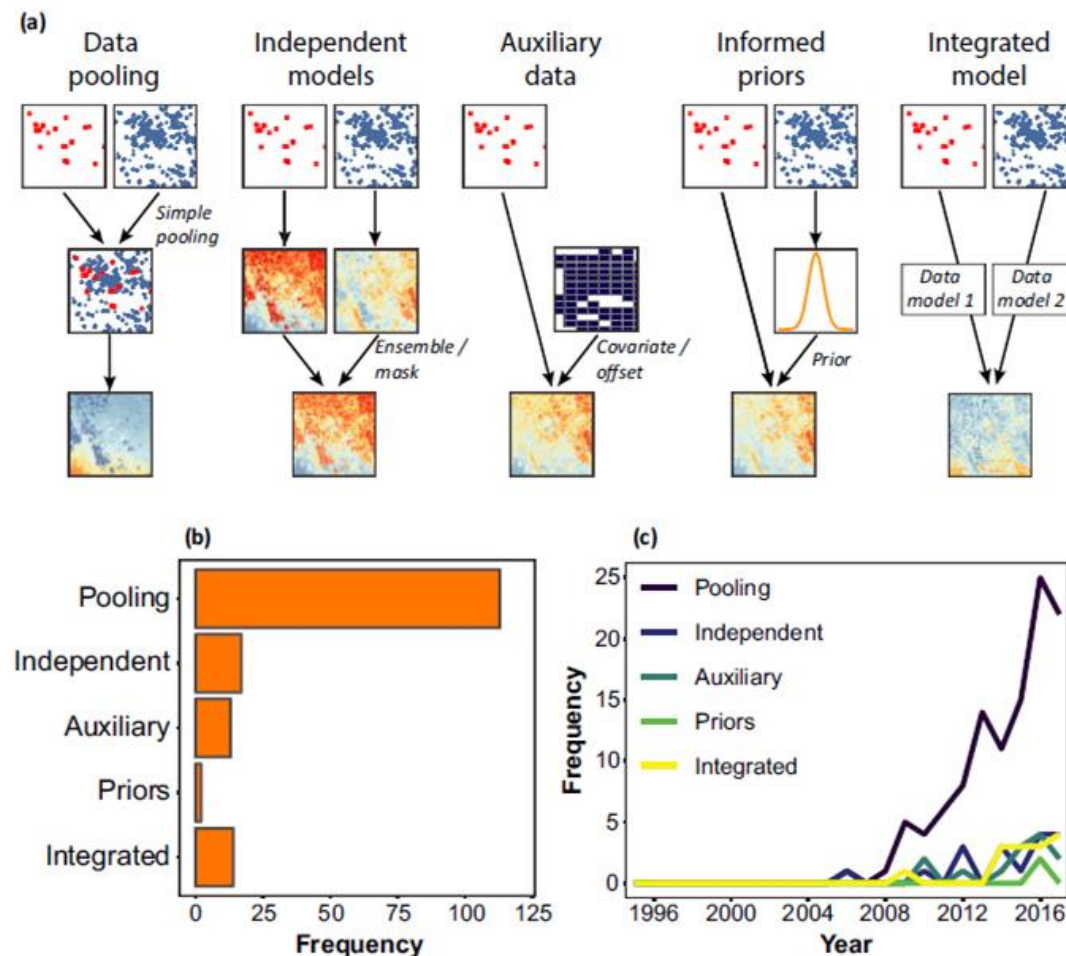 (a)
Data
pooling
Independent
models
Auxiliary
data
Informed
priors
Integrated
model
Simple
pooling
Ensemble /
mask
Covariate /
offset
Prior
Data
model 1
Data
model 2
(b)
Pooling
Independent
Auxiliary
Priors
Integrated
0 25 50 75 100 125
Frequency
(c)
25
20
15
10
5
0
Frequency
Pooling
Independent
Auxiliary
Priors
Integrated
1996 2000 2004 2008 2012 2016
Year